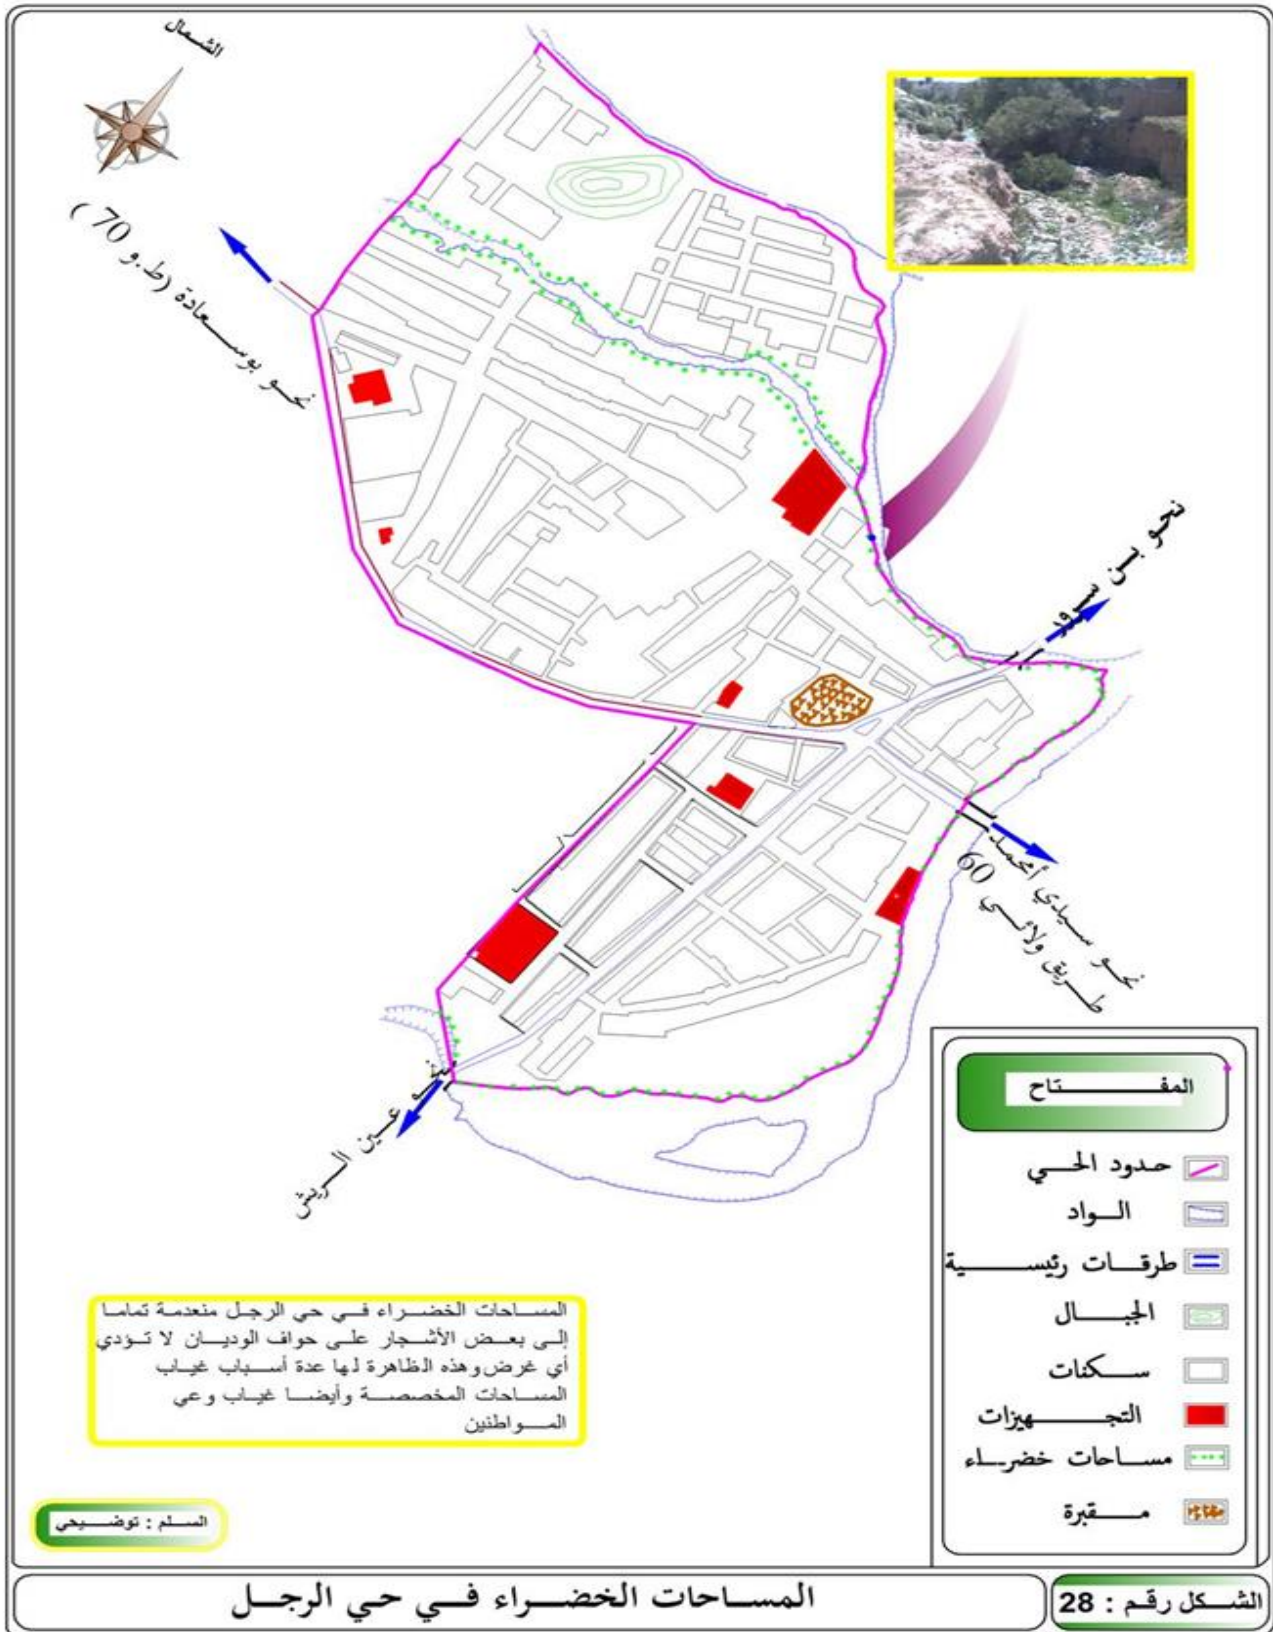 الشمال
نحو بوسعادة (ط.و 70 )
نحو بن سرور
نحو سيدي أمحمد
طريق ولائي 60
نحو عين الريش
المفتاح
حدود الحي
الواد
طرقات رئيسية
الجبال
سكنات
التجهيزات
مساحات خضراء
مقبرة
المساحات الخضراء في حي الرجل منعدمة تماما
إلى بعض الأشجار على حواف الوديان لا تؤدي
أي غرض وهذه الظاهرة لها عدة أسباب غياب
المساحات المخصصة وأيضا غياب وعي
المواطنين
السلم : توضيحي
المساحات الخضراء في حي الرجل
الشكل رقم : 28